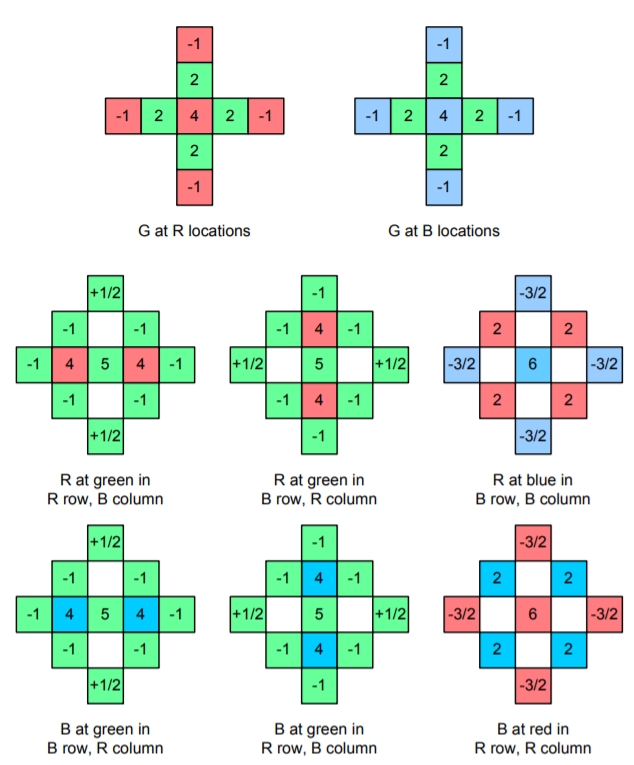 -1 -1
2 2
-1 2 4 2 -1 -1 2 4 2 -1
2 2
-1 -1
G at R locations G at B locations
+1/2 -1 -3/2
-1 -1 -1 4 -1 2 2
-1 4 5 4 -1 +1/2 5 +1/2 -3/2 6 -3/2
-1 -1 -1 4 -1 2 2
+1/2 -1 -3/2
R at green in R at green in R at blue in
R row, B column B row, R column B row, B column
+1/2 -1 -3/2
-1 -1 -1 4 -1 2 2
-1 4 5 4 -1 +1/2 5 +1/2 -3/2 6 -3/2
-1 -1 -1 4 -1 2 2
+1/2 -1 -3/2
B at green in B at green in B at red in
B row, R column R row, B column R row, R column